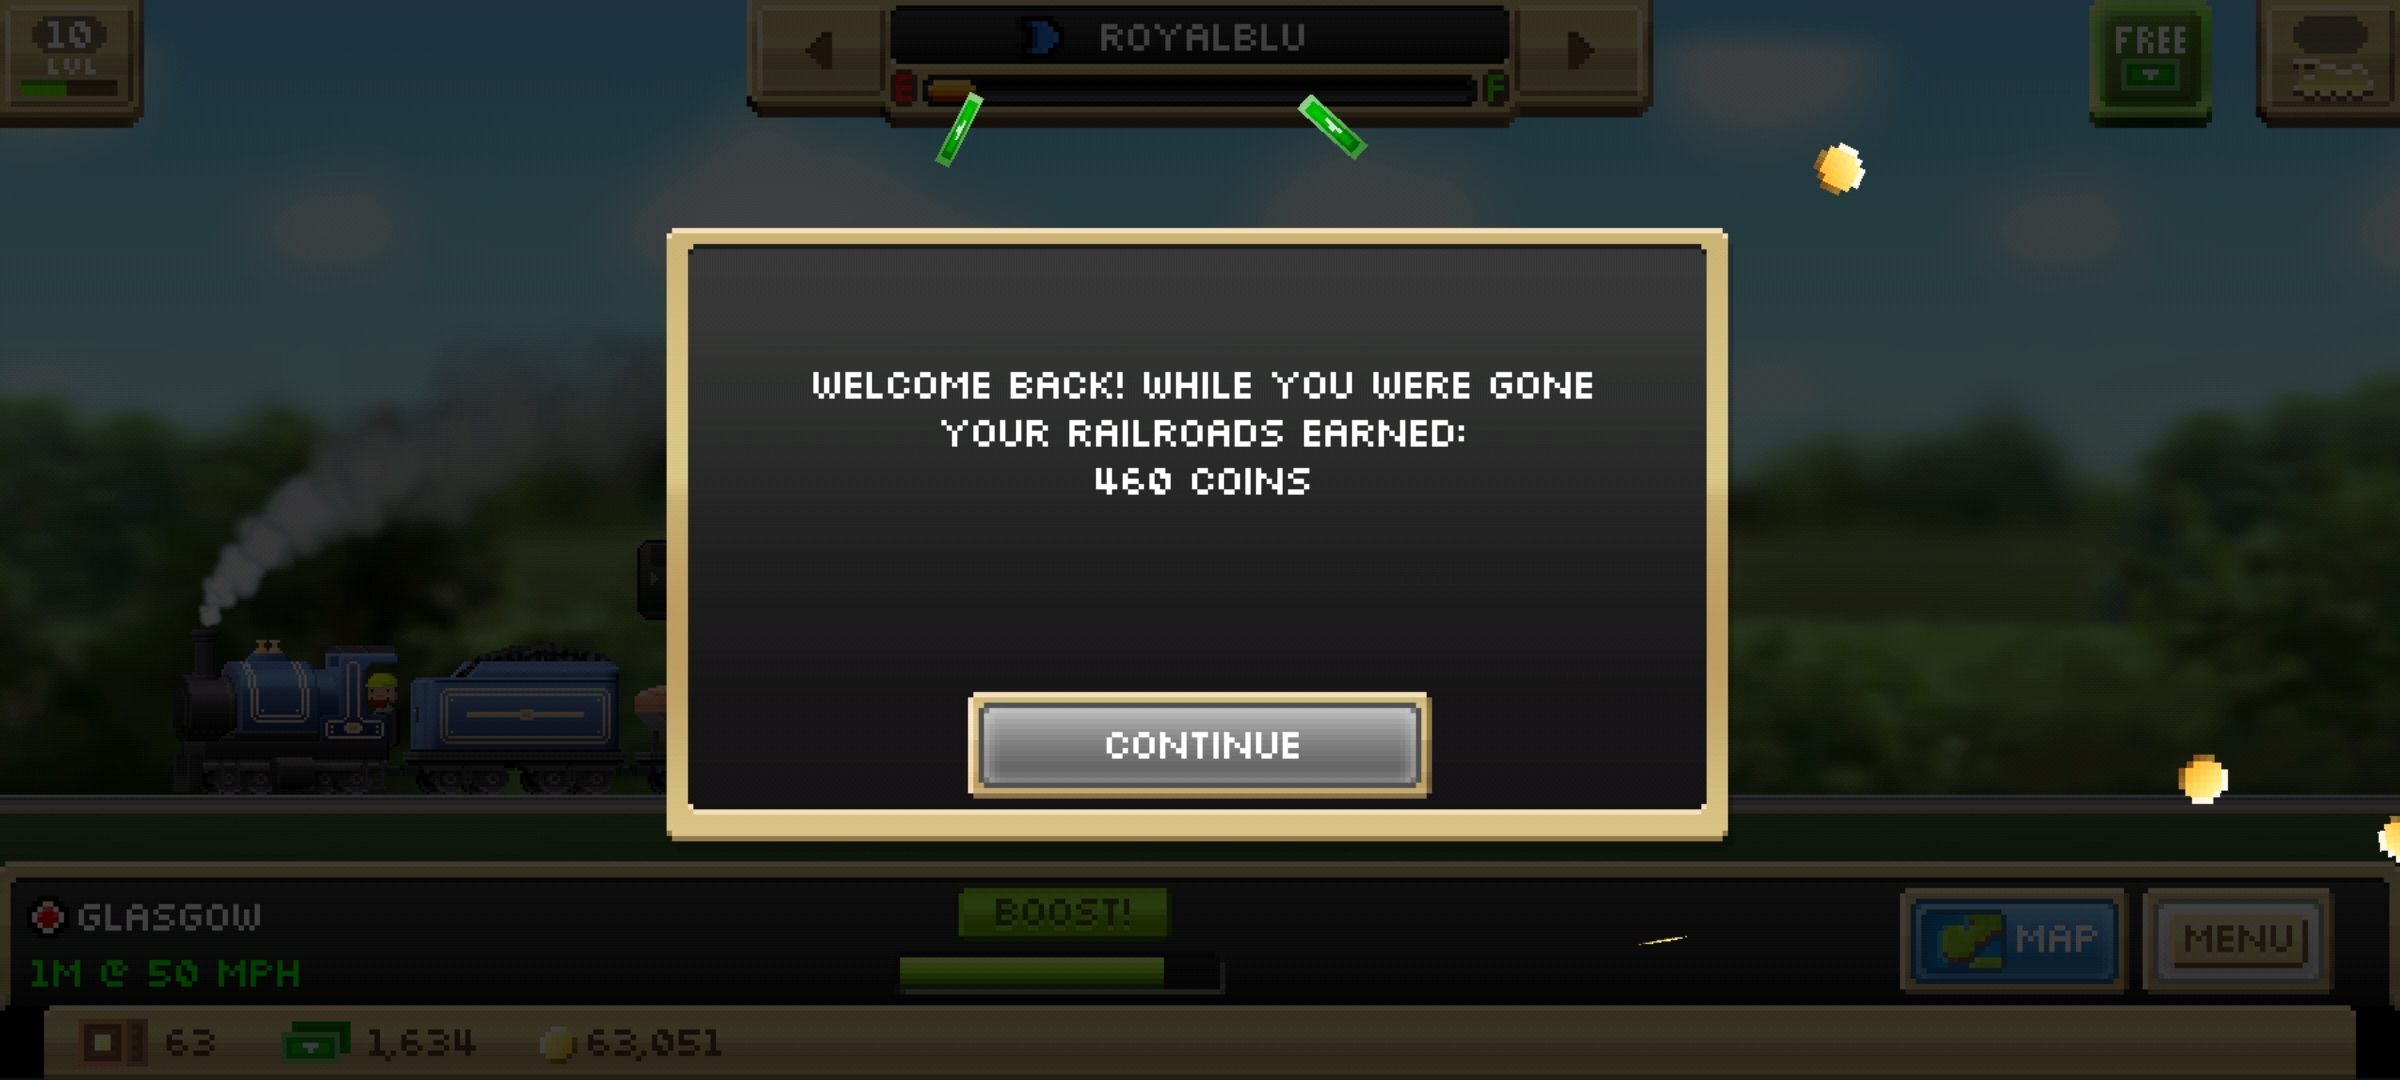 10
LVL
ROYALBLU
E
F
FREE
WELCOME BACK! WHILE YOU WERE GONE
YOUR RAILROADS EARNED:
460 COINS
CONTINUE
GLASGOW
1M @ 50 MPH
BOOST!
MAP
MENU
63
1,634
63,051